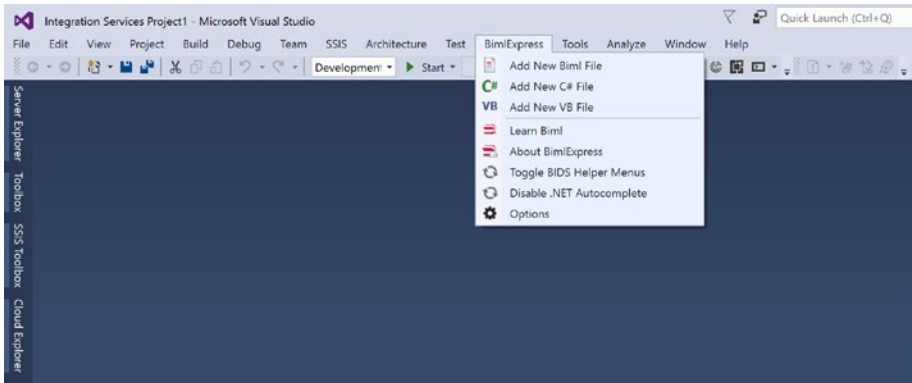 Integration Services Project1 - Microsoft Visual Studio
Quick Launch (Ctrl+Q)
File Edit View Project Build Debug Team SSIS Architecture Test BimlExpress Tools Analyze Window Help
Start
Add New Biml File
C# Add New C# File
VB Add New VB File
Learn Biml
About BimlExpress
Toggle BIDS Helper Menus
Disable .NET Autocomplete
Options
Server Explorer
Toolbox
SSIS Toolbox
Cloud Explorer